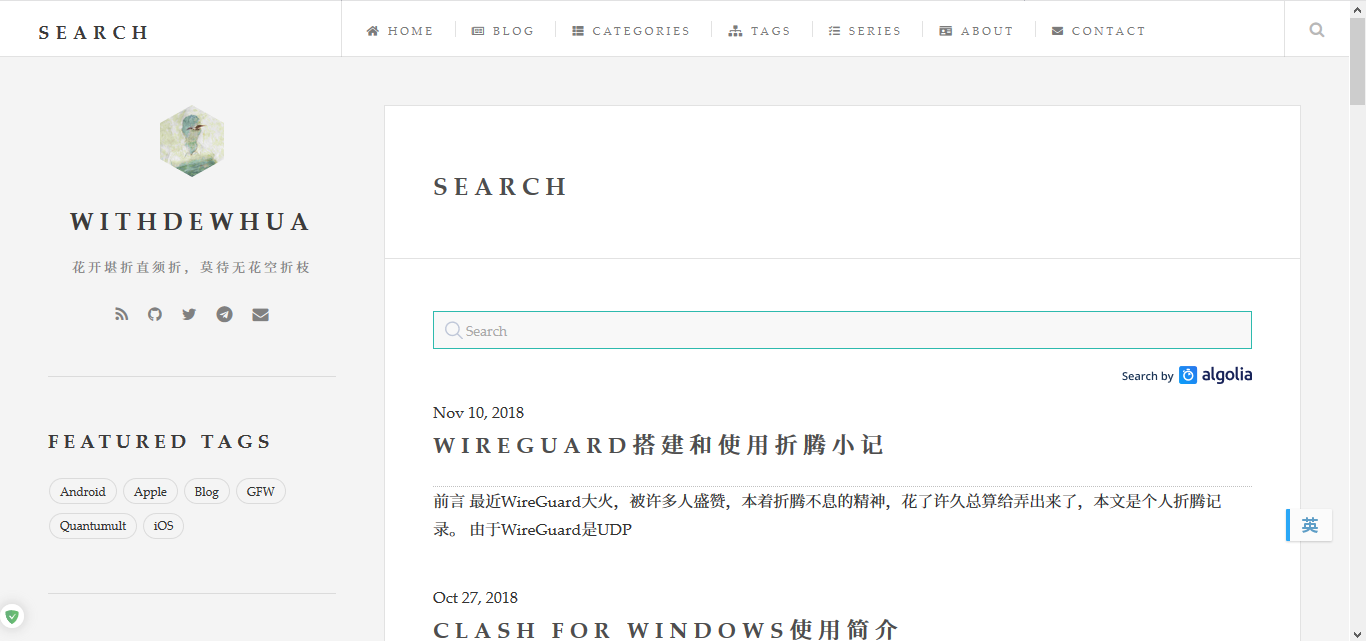 SEARCH
HOME
BLOG
CATEGORIES
TAGS
SERIES
ABOUT
CONTACT
WITHDEWHUA
花开堪折直须折，莫待无花空折枝
FEATURED TAGS
Android
Apple
Blog
GFW
Quantumult
iOS
SEARCH
Search
Search by algolia
Nov 10, 2018
WIREGUARD搭建和使用折腾小记
前言 最近WireGuard大火，被许多人盛赞，本着折腾不息的精神，花了许久总算给弄出来了，本文是个人折腾记
录。 由于WireGuard是UDP
Oct 27, 2018
CLASH FOR WINDOWS使用简介
英